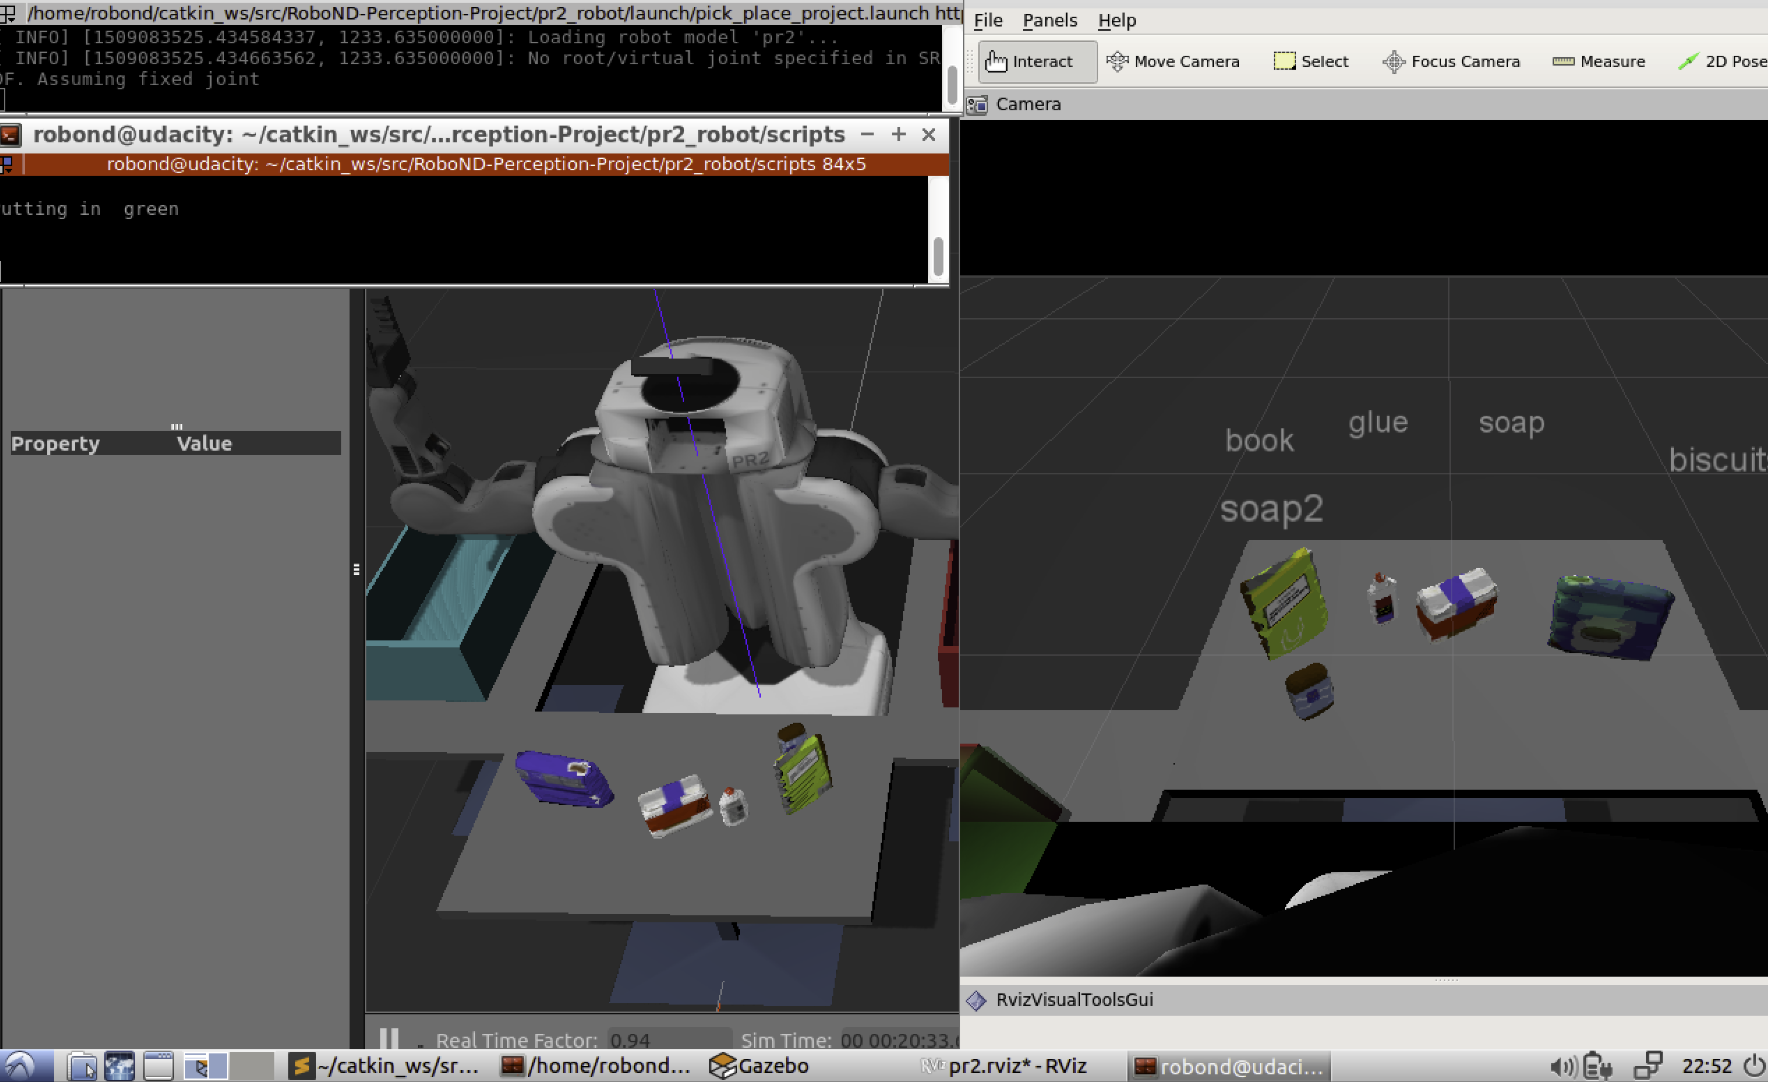 /home/robond/catkin_ws/src/RoboND-Perception-Project/pr2_robot/launch/pick_place_project.launch htt
INFO] [1509083525.434584337, 1233.635000000]: Loading robot model 'pr2'...
INFO] [1509083525.434663562, 1233.635000000]: No root/virtual joint specified in SR
DF. Assuming fixed joint
robond@udacity: ~/catkin_ws/src/...rception-Project/pr2_robot/scripts
robond@udacity: ~/catkin_ws/src/RoboND-Perception-Project/pr2_robot/scripts 84x5
utting in  green
Property Value
PR2
Real Time Factor: 0.94 Sim Time: 00 00:20:33.
File Panels Help
Interact Move Camera Select Focus Camera Measure 2D Pose
Camera
book glue soap biscuits
soap2
RvizVisualToolsGui
~/catkin_ws/sr... /home/robond... Gazebo RViz pr2.rviz* - RViz robond@udaci... 22:52